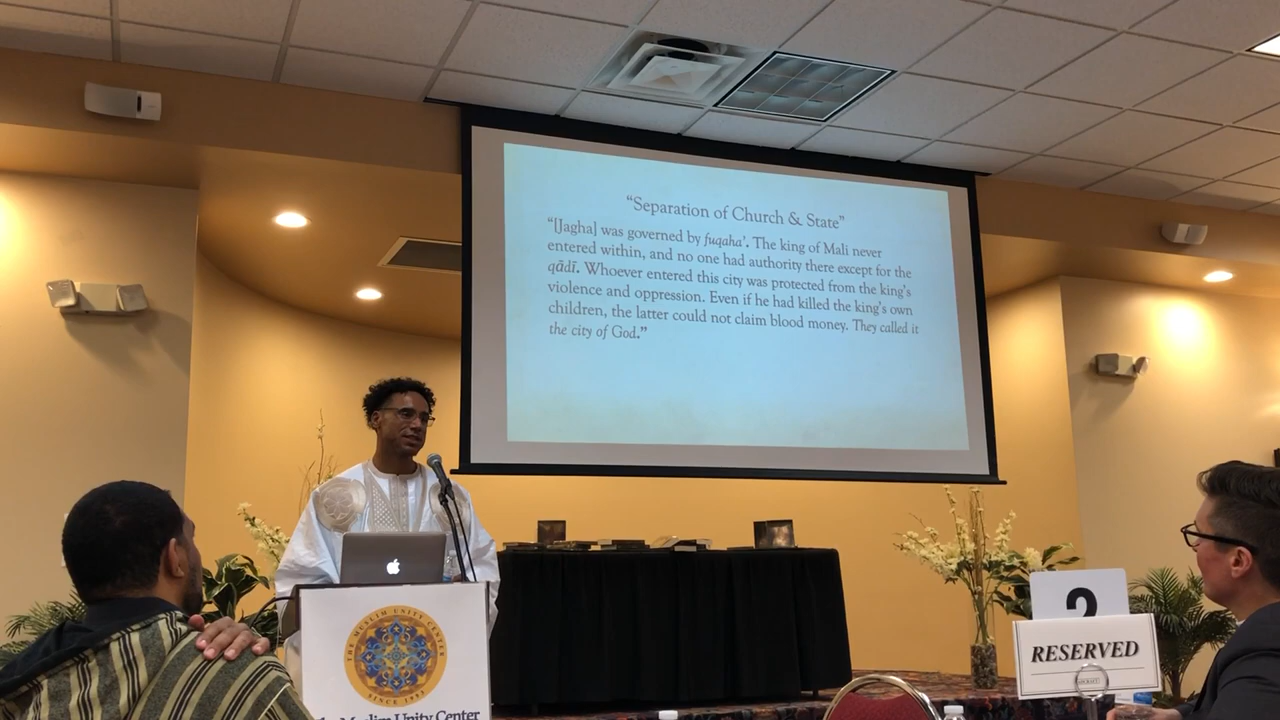 “Separation of Church & State”
“[Jagha] was governed by fuqaha’. The king of Mali never
entered within, and no one had authority there except for the
qāḍī. Whoever entered this city was protected from the king’s
violence and oppression. Even if he had killed the king’s own
children, the latter could not claim blood money. They called it
the city of God.”
THE MUSLIM UNITY CENTER
SINCE 1993
The Muslim Unity Center
2
RESERVED